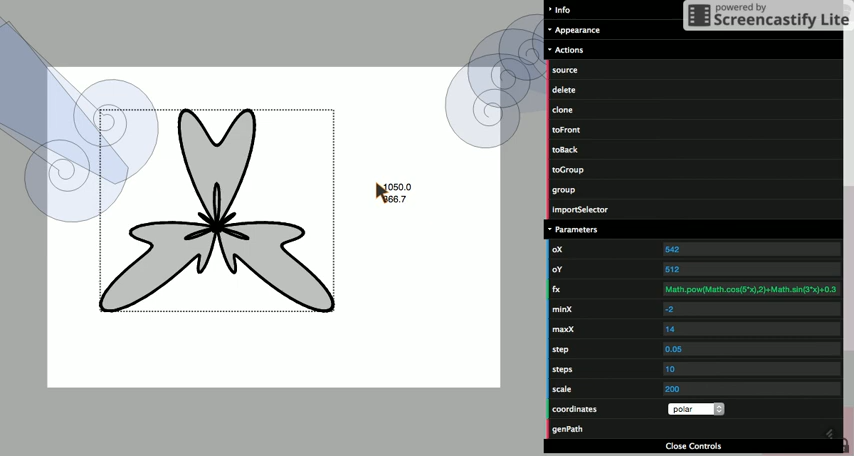 powered by
Screencastify Lite
Info
Appearance
Actions
source
delete
clone
toFront
toBack
toGroup
group
importSelector
Parameters
oX 542
oY 512
fx Math.pow(Math.cos(5*x),2)+Math.sin(3*x)+0.3
minX -2
maxX 14
step 0.05
steps 10
scale 200
coordinates polar
genPath
Close Controls
1050.0
366.7